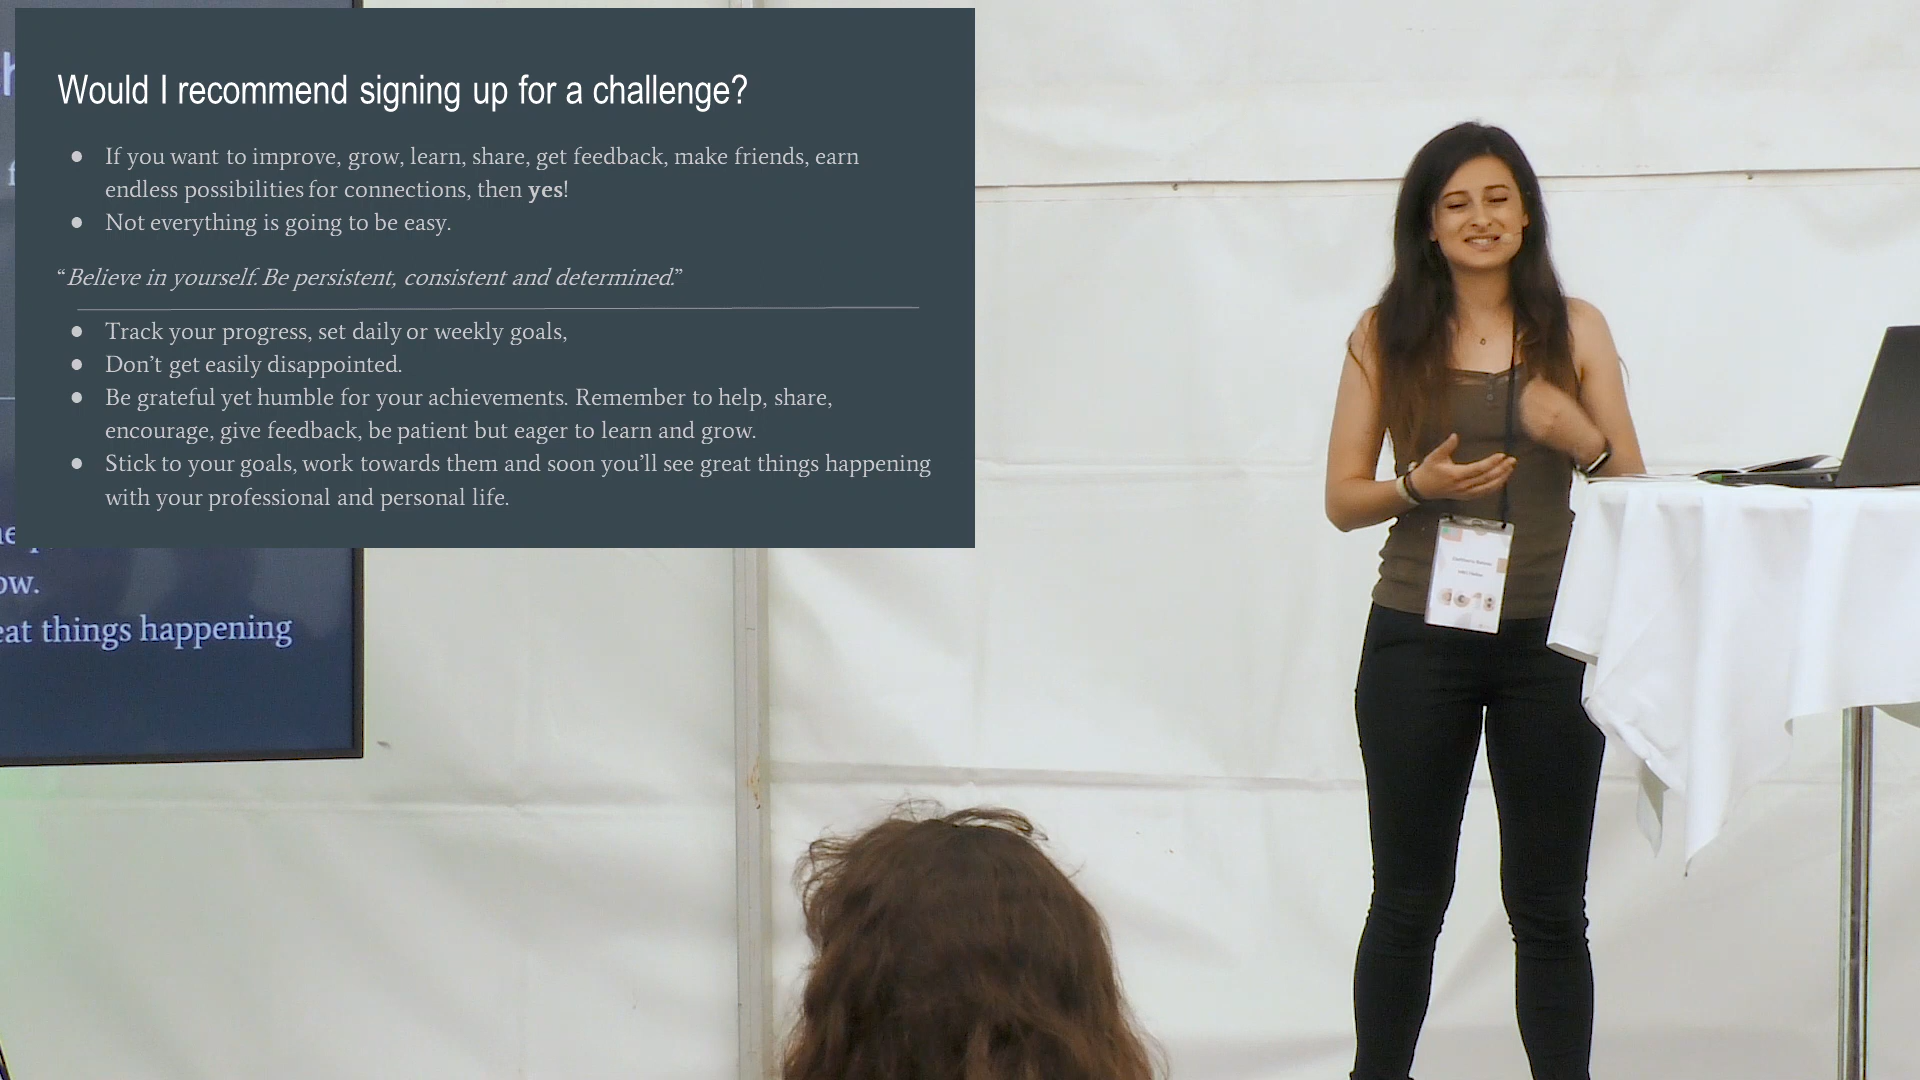 Would I recommend signing up for a challenge?
● If you want to improve, grow, learn, share, get feedback, make friends, earn
endless possibilities for connections, then yes!
● Not everything is going to be easy.
“Believe in yourself. Be persistent, consistent and determined.”
● Track your progress, set daily or weekly goals,
● Don’t get easily disappointed.
● Be grateful yet humble for your achievements. Remember to help, share,
encourage, give feedback, be patient but eager to learn and grow.
● Stick to your goals, work towards them and soon you’ll see great things happening
with your professional and personal life.
ow.
eat things happening